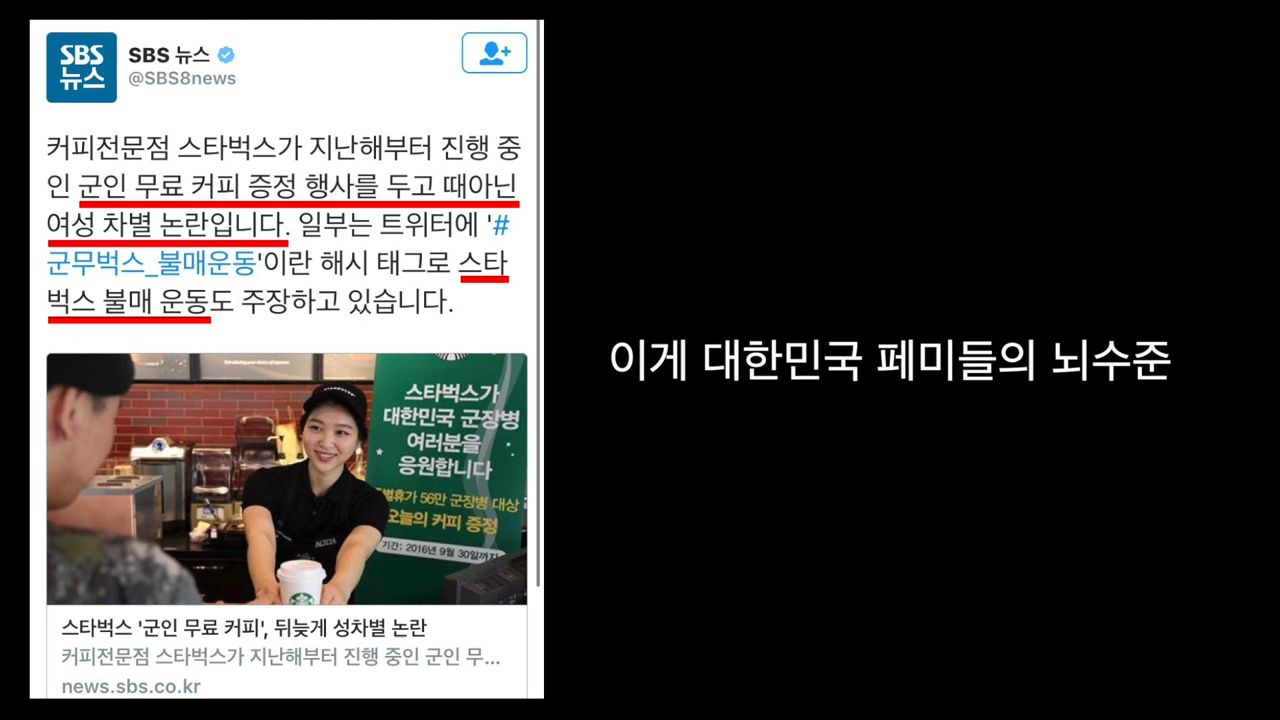 SBS
뉴스
SBS 뉴스
@SBS8news
커피전문점 스타벅스가 지난해부터 진행 중
인 군인 무료 커피 증정 행사를 두고 때아닌
여성 차별 논란입니다. 일부는 트위터에 '#
군무벅스_불매운동'이란 해시 태그로 스타
벅스 불매 운동도 주장하고 있습니다.
스타벅스가
대한민국 군장병
여러분을
응원합니다
별휴가 56만 군장병 대상
오늘의 커피 증정
기간: 2016년 9월 30일까지
ALICIA
스타벅스 '군인 무료 커피', 뒤늦게 성차별 논란
커피전문점 스타벅스가 지난해부터 진행 중인 군인 무...
news.sbs.co.kr
이게 대한민국 페미들의 뇌수준